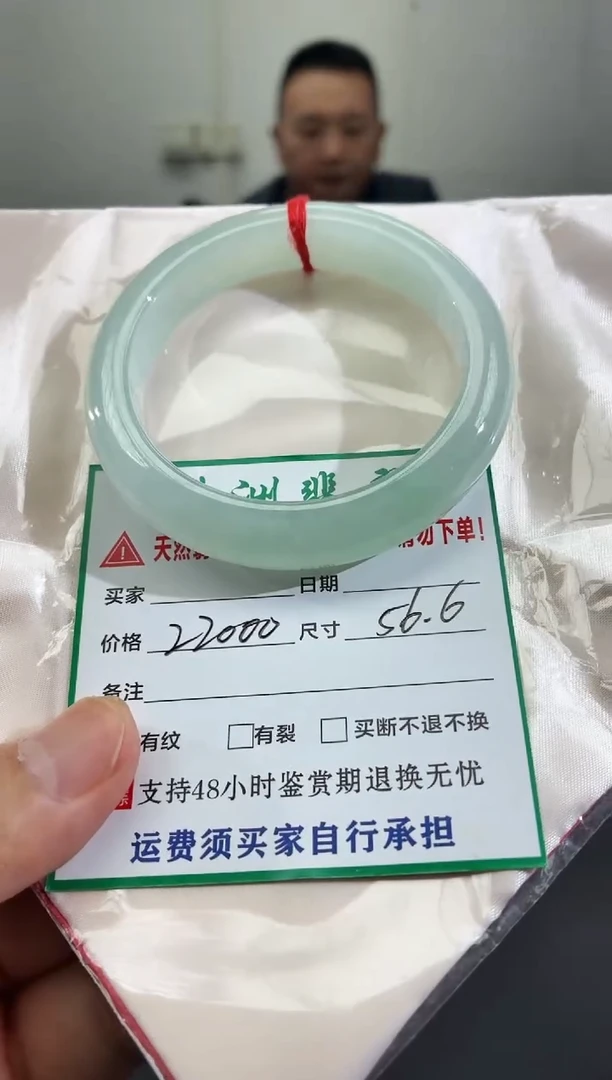 洲翡
天然 请勿下单!
买家 日期
价格 22000 尺寸 56.6
备注
有纹 有裂 买断不退不换
支持48小时鉴赏期退换无忧
运费须买家自行承担